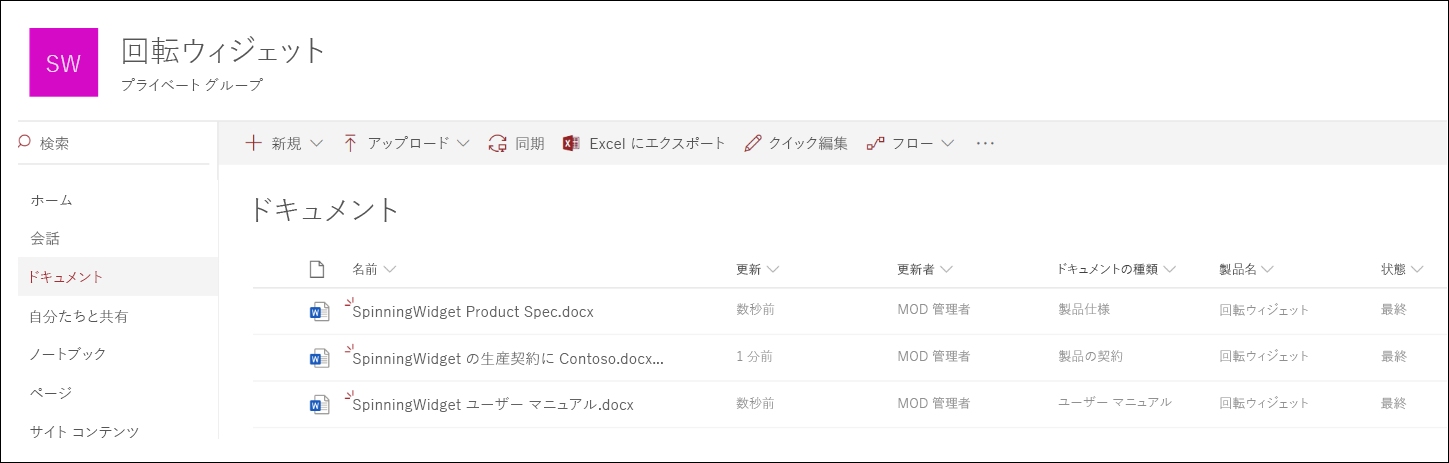 SW
回転ウィジェット
プライベート グループ
検索
新規 アップロード 同期 Excel にエクスポート クイック編集 フロー ···
ホーム
会話
ドキュメント
自分たちと共有
ノートブック
ページ
サイト コンテンツ
ドキュメント
名前 更新 更新者 ドキュメントの種類 製品名 状態
SpinningWidget Product Spec.docx 数秒前 MOD 管理者 製品仕様 回転ウィジェット 最終
SpinningWidget の生産契約に Contoso.docx... 1 分前 MOD 管理者 製品の契約 回転ウィジェット 最終
SpinningWidget ユーザー マニュアル.docx 数秒前 MOD 管理者 ユーザー マニュアル 回転ウィジェット 最終